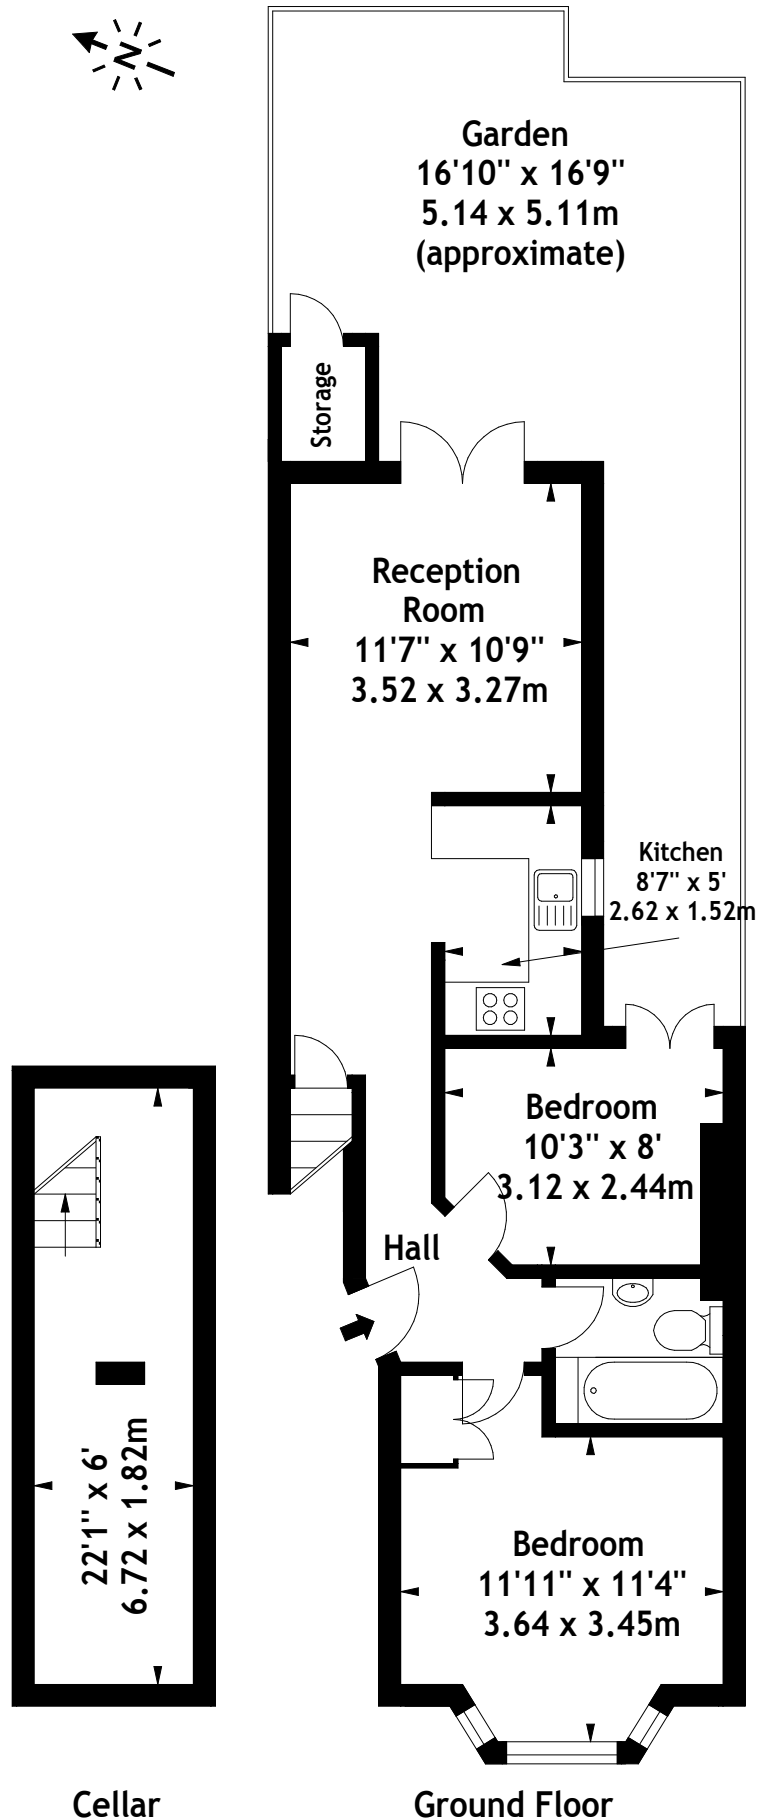 N
Garden
16'10" x 16'9"
5.14 x 5.11m
(approximate)
Storage
Reception
Room
11'7" x 10'9"
3.52 x 3.27m
Kitchen
8'7" x 5'
2.62 x 1.52m
Bedroom
10'3" x 8'
3.12 x 2.44m
Hall
22'1" x 6'
6.72 x 1.82m
Bedroom
11'11" x 11'4"
3.64 x 3.45m
Cellar
Ground Floor